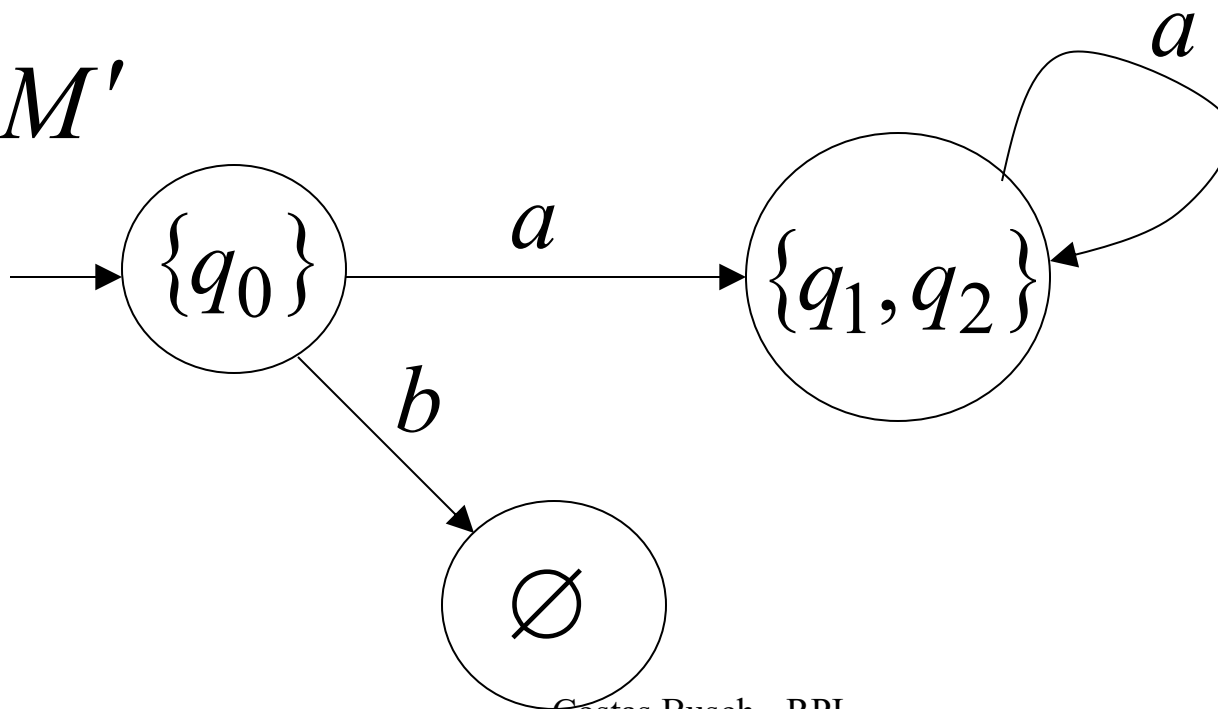 a
M′
{q₀}
a
{q₁, q₂}
b
∅
Costas Busch - RPI